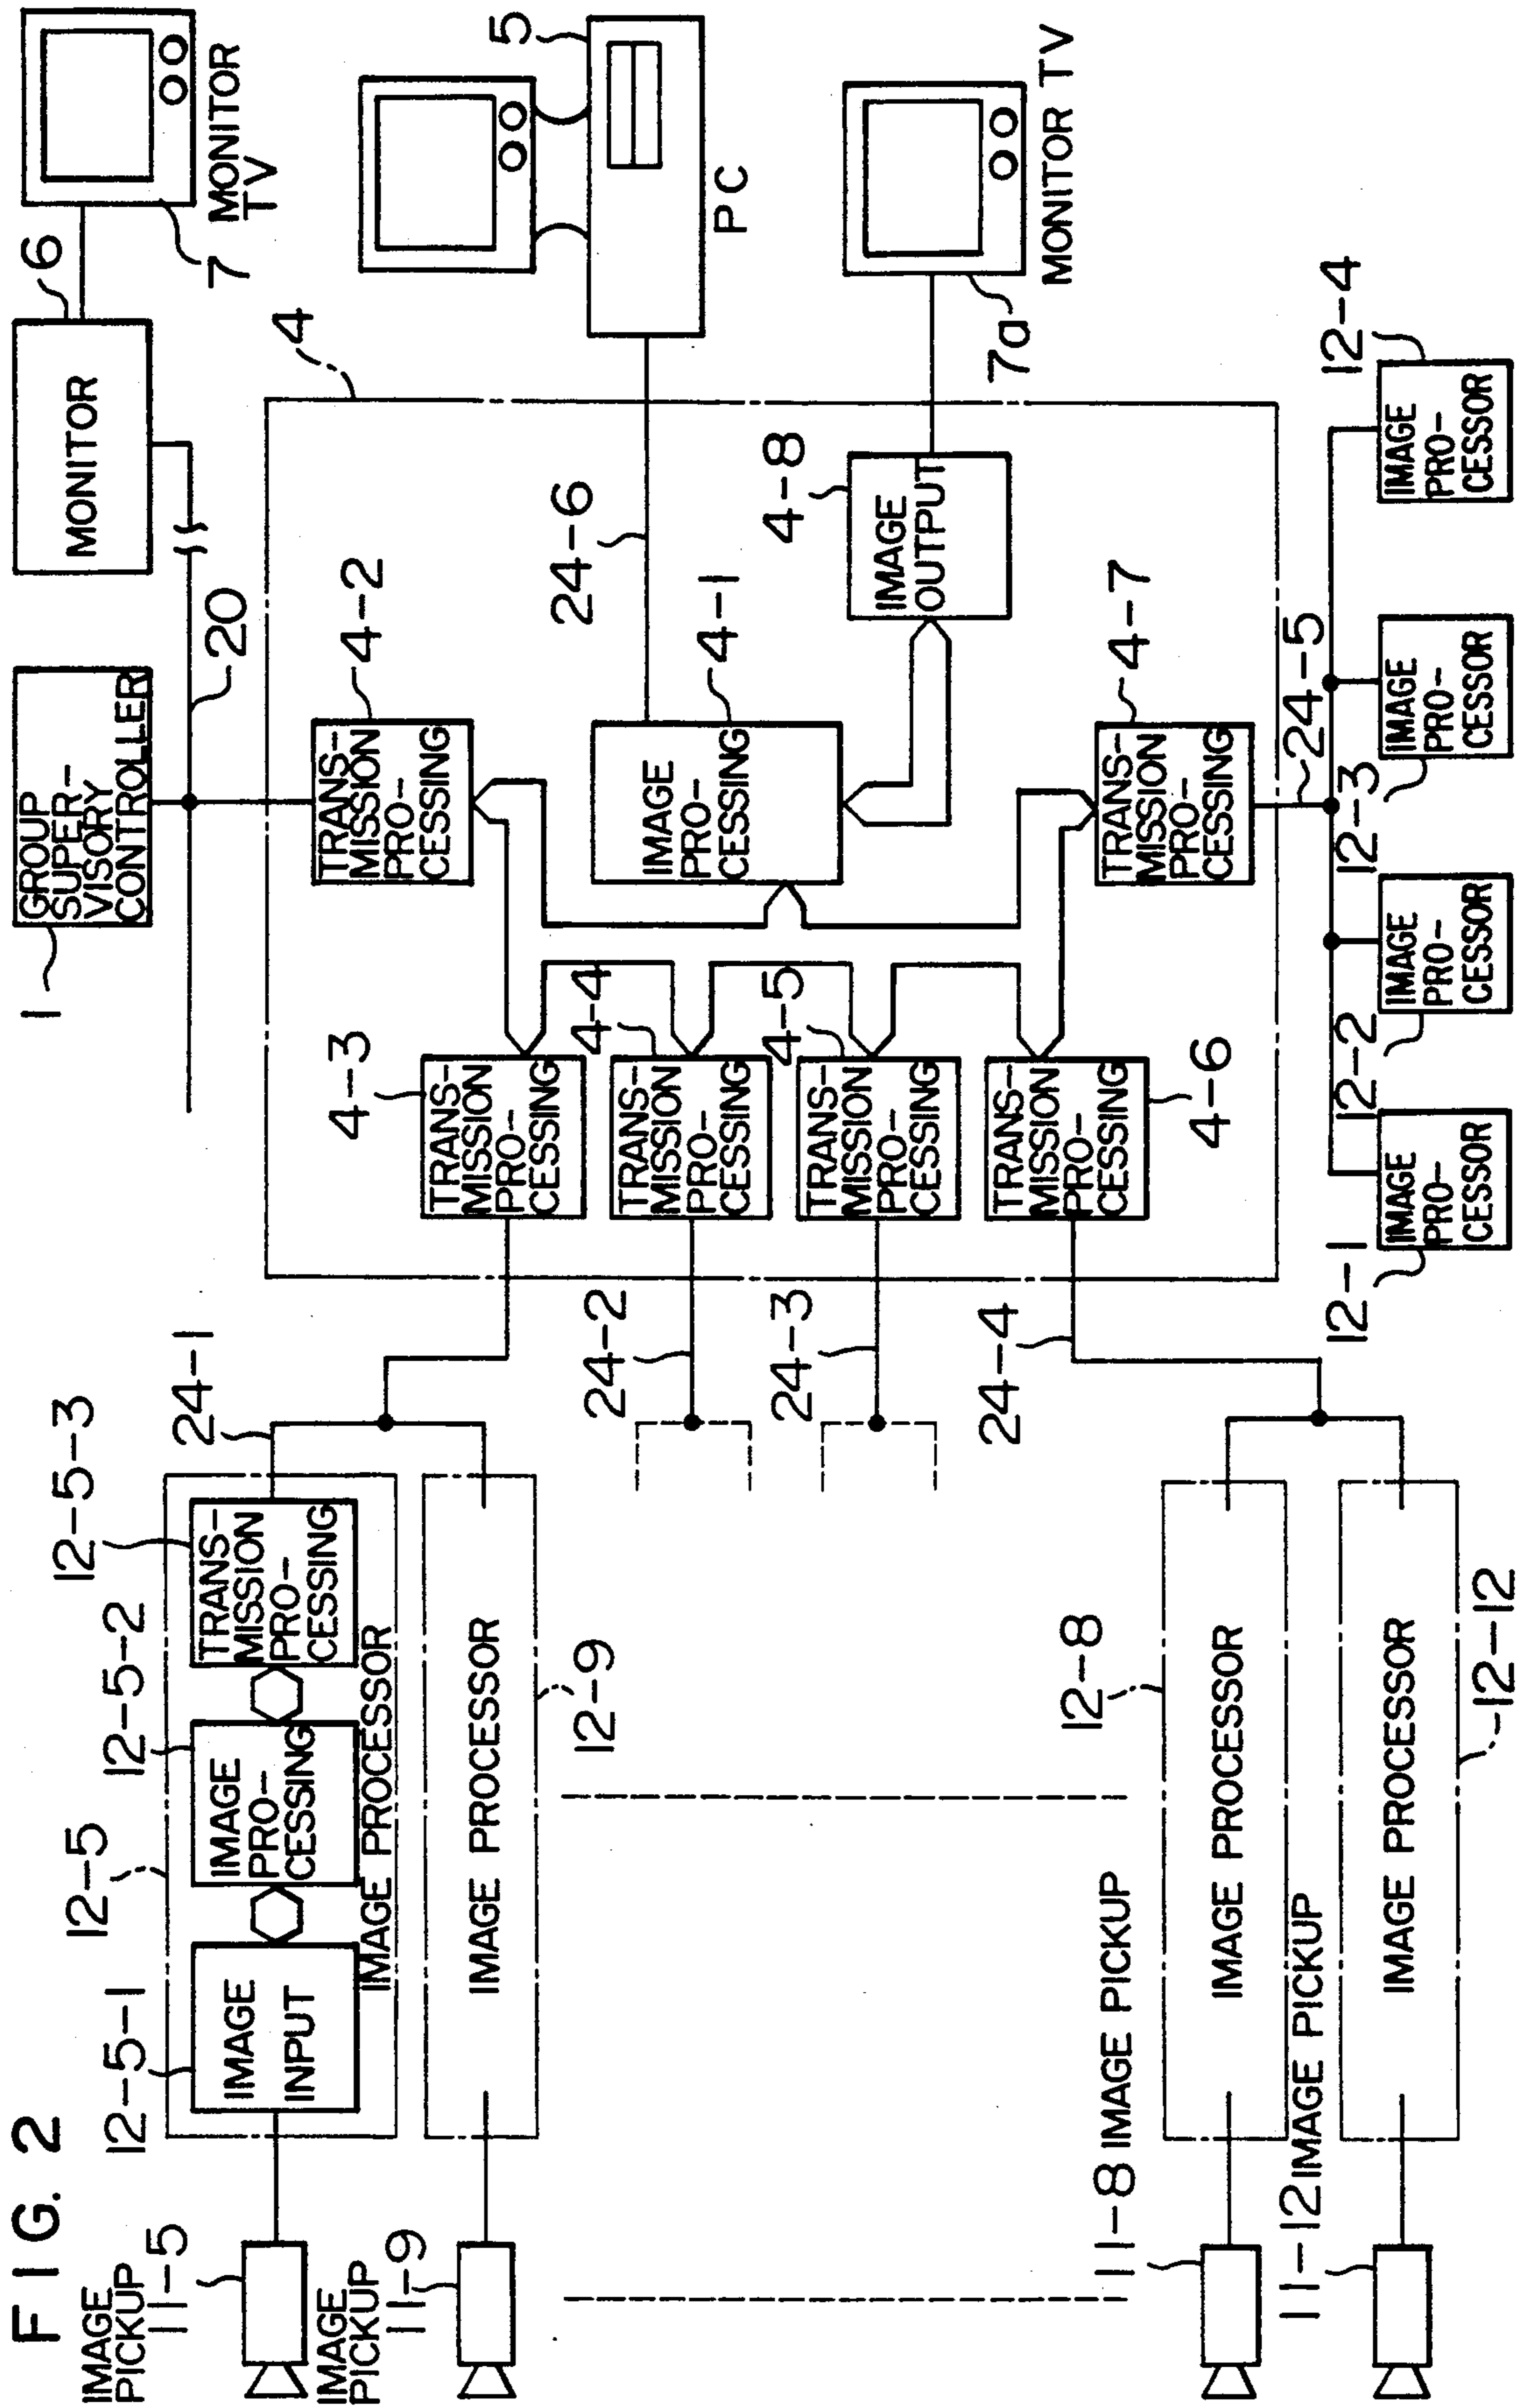 FIG. 2
IMAGE
PICKUP
11-5
IMAGE
PICKUP
11-9
11-8 IMAGE PICKUP
11-12 IMAGE PICKUP
12-5-1
12-5
12-5-2
12-5-3
24-1
IMAGE
INPUT
IMAGE
PRO-
CESSING
TRANS-
MISSION
PRO-
CESSING
IMAGE PROCESSOR
IMAGE PROCESSOR
12-9
12-8
IMAGE PROCESSOR
IMAGE PROCESSOR
12-12
24-2
24-3
24-4
1
GROUP
SUPER-
VISORY
CONTROLLER
20
MONITOR
6
7
MONITOR
TV
4
4-2
TRANS-
MISSION
PRO-
CESSING
4-3
TRANS-
MISSION
PRO-
CESSING
4-4
TRANS-
MISSION
PRO-
CESSING
4-5
TRANS-
MISSION
PRO-
CESSING
4-6
TRANS-
MISSION
PRO-
CESSING
4-1
IMAGE
PRO-
CESSING
24-6
5
PC
4-8
IMAGE
OUTPUT
7a
MONITOR TV
4-7
TRANS-
MISSION
PRO-
CESSING
24-5
12-1
IMAGE
PRO-
CESSOR
12-2
IMAGE
PRO-
CESSOR
12-3
IMAGE
PRO-
CESSOR
12-4
IMAGE
PRO-
CESSOR